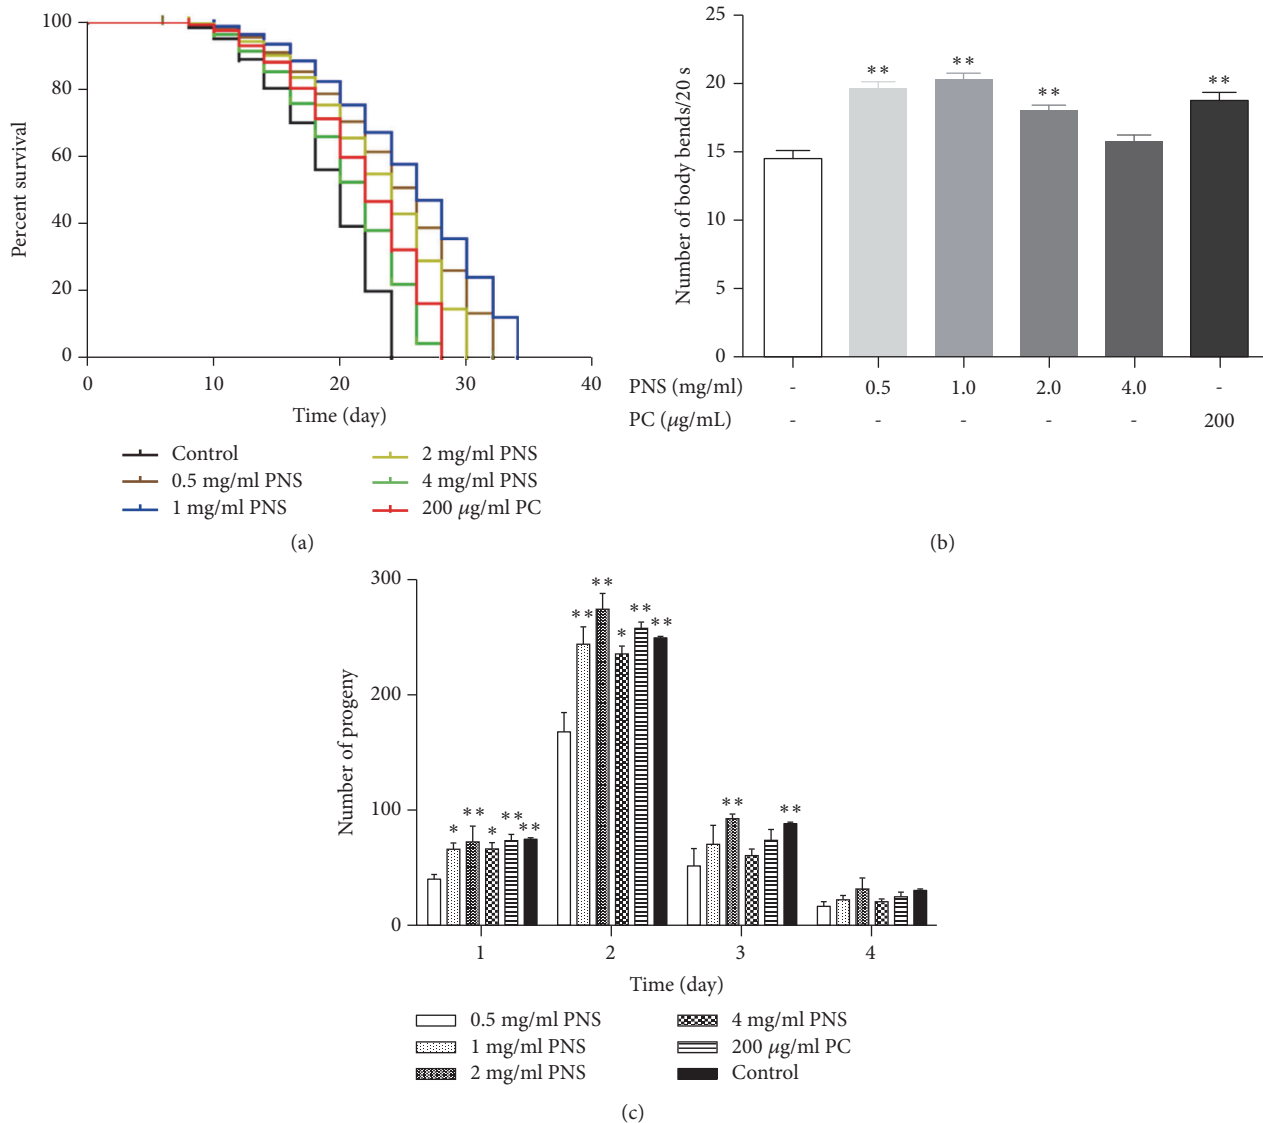 100
80
60
40
20
0
Percent survival
0 10 20 30 40
Time (day)
Control
0.5 mg/ml PNS
1 mg/ml PNS
2 mg/ml PNS
4 mg/ml PNS
200 μg/ml PC
(a)
25
20
15
10
5
0
Number of body bends/20 s
** ** ** **
PNS (mg/ml) - 0.5 1.0 2.0 4.0 -
PC (μg/mL) - - - - - 200
(b)
300
200
100
0
Number of progeny
* ** * ** **
** ** * ** **
** **
1 2 3 4
Time (day)
0.5 mg/ml PNS
1 mg/ml PNS
2 mg/ml PNS
4 mg/ml PNS
200 μg/ml PC
Control
(c)